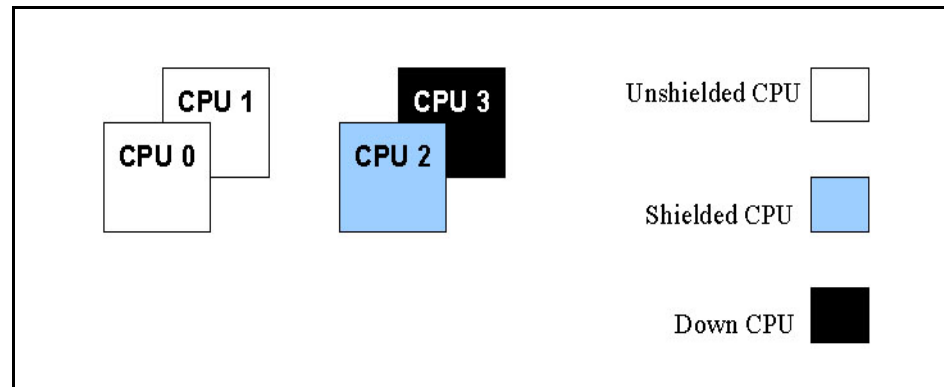 CPU 1
CPU 0
CPU 3
CPU 2
Unshielded CPU
Shielded CPU
Down CPU